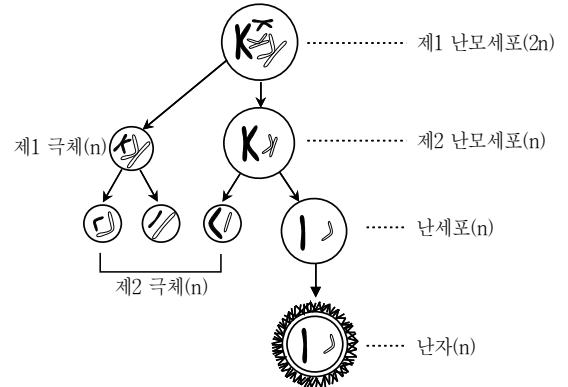 제1 난모세포(2n)
제1 극체(n)
제2 난모세포(n)
난세포(n)
제2 극체(n)
난자(n)